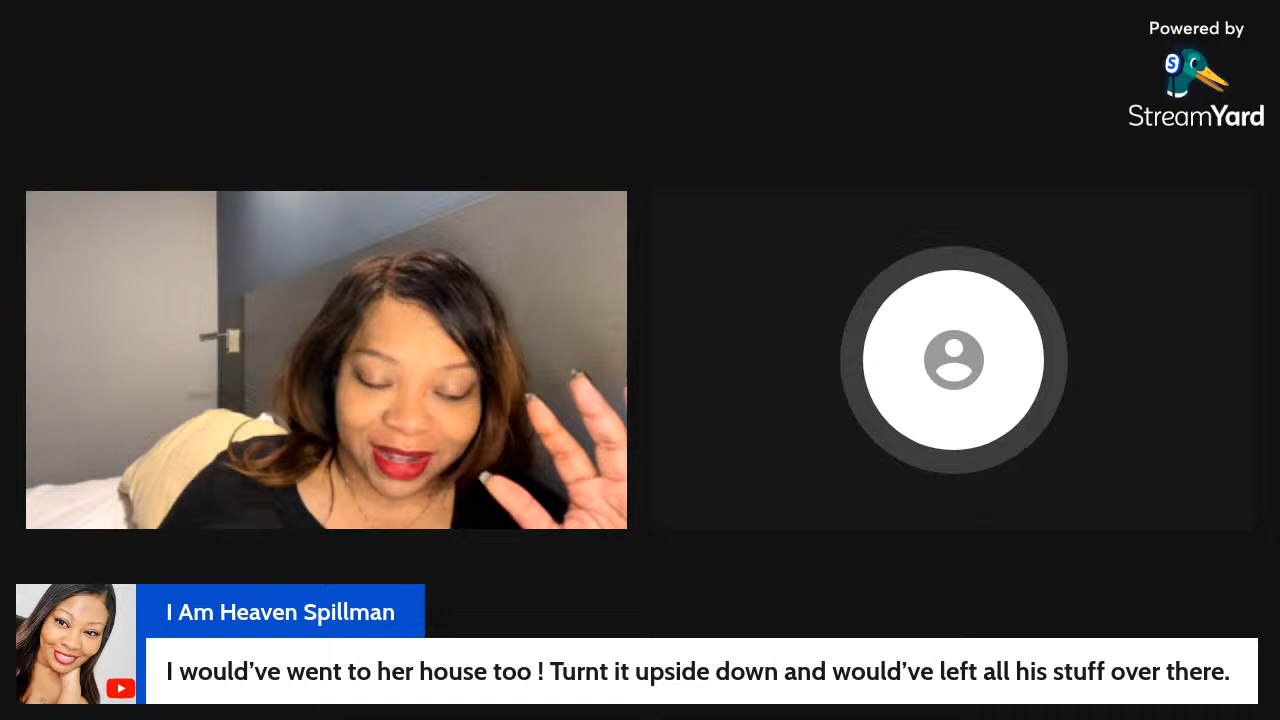 Powered by
S
StreamYard
I Am Heaven Spillman
I would’ve went to her house too ! Turnt it upside down and would’ve left all his stuff over there.